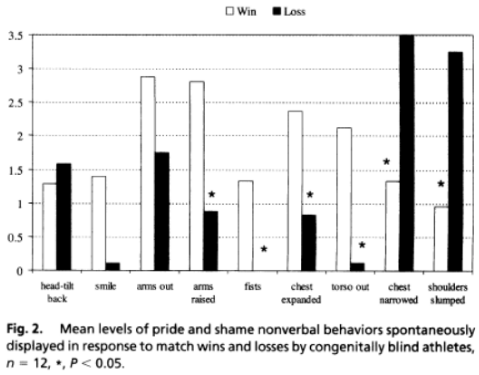 Win Loss
3.5
3
2.5
2
1.5
1
0.5
0
* * * * * *
head-tilt back smile arms out arms raised fists chest expanded torso out chest narrowed shoulders slumped
Fig. 2. Mean levels of pride and shame nonverbal behaviors spontaneously
displayed in response to match wins and losses by congenitally blind athletes,
n = 12, *, P < 0.05.